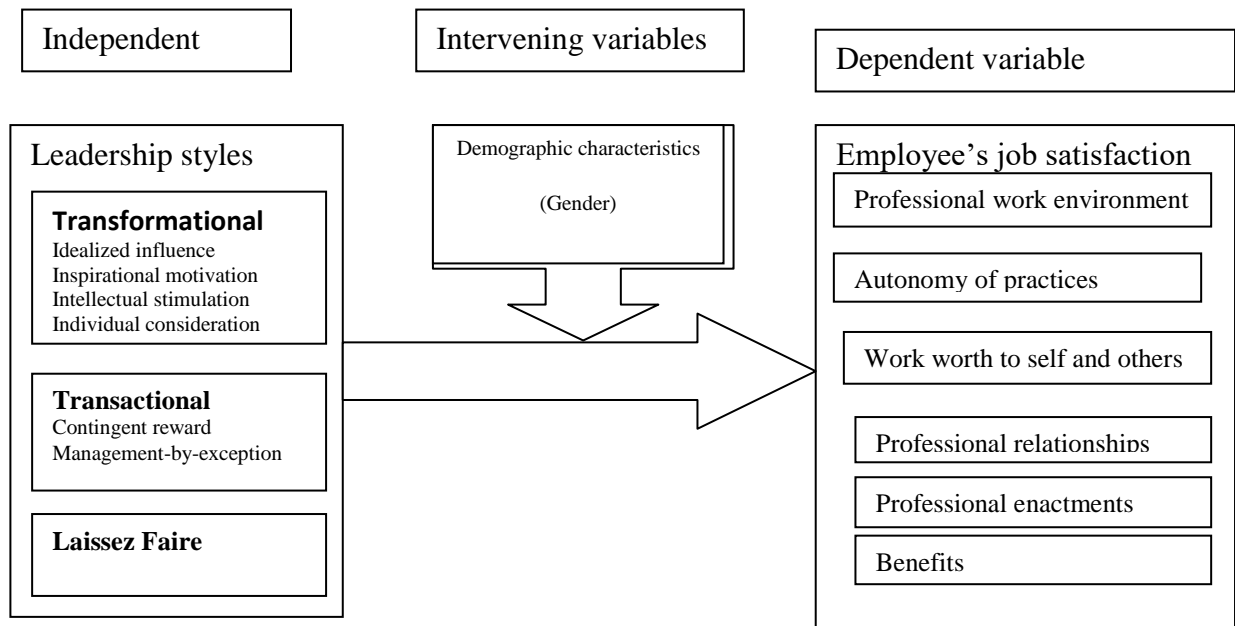 Independent
Intervening variables
Dependent variable
Leadership styles
Transformational
Idealized influence
Inspirational motivation
Intellectual stimulation
Individual consideration
Transactional
Contingent reward
Management-by-exception
Laissez Faire
Demographic characteristics
(Gender)
Employee's job satisfaction
Professional work environment
Autonomy of practices
Work worth to self and others
Professional relationships
Professional enactments
Benefits